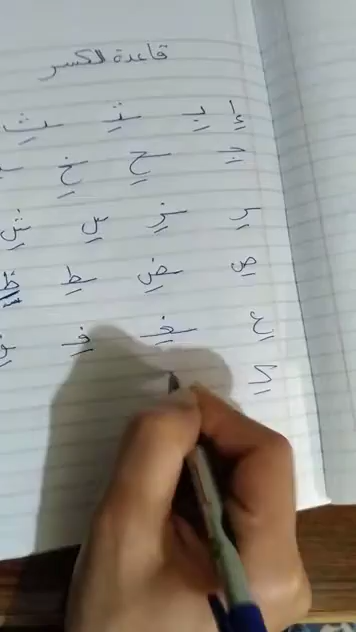 قاعدة الكسر
إِ بِ تِ ثِ
جِ حِ خِ
رِ زِ سِ شِ
صِ ضِ طِ ظِ
عِ غِ فِ قِ
كِ